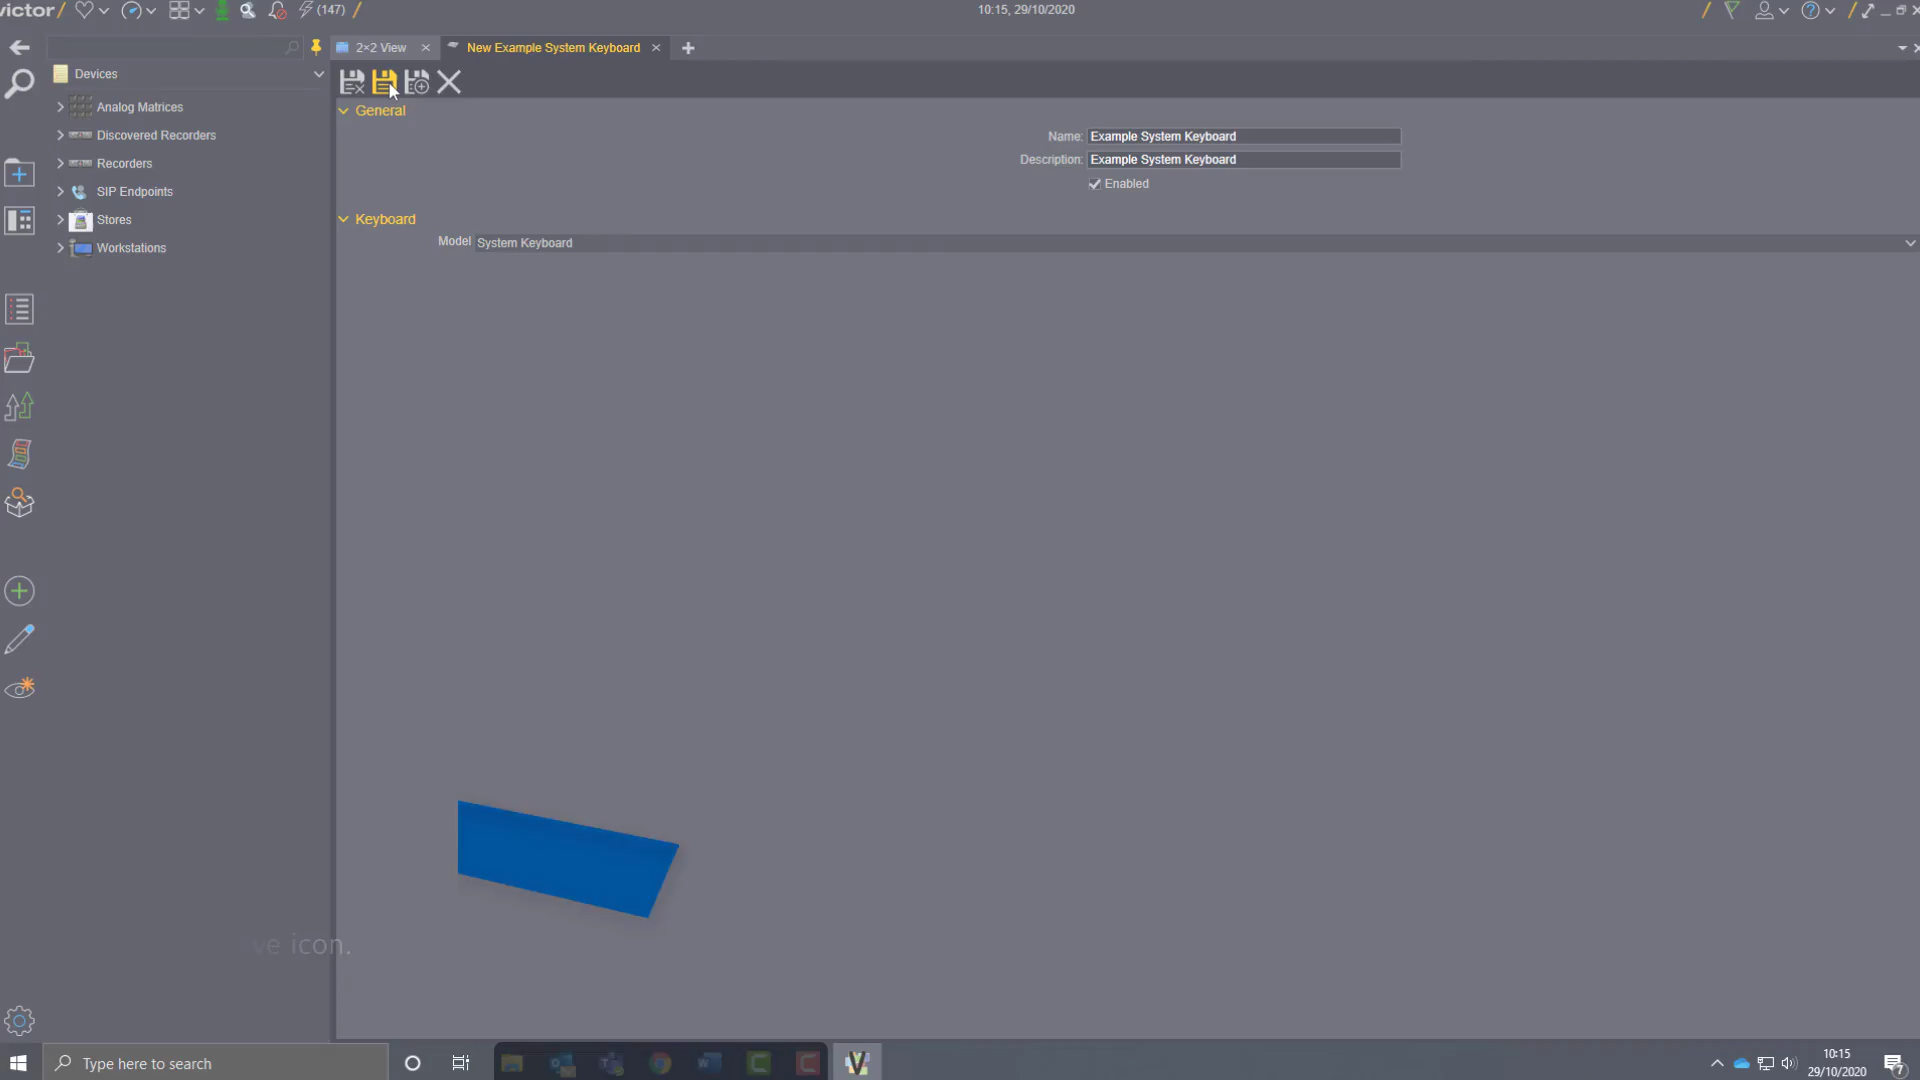 victor
(147)
10:15, 29/10/2020
2×2 View
New Example System Keyboard
Devices
Analog Matrices
Discovered Recorders
Recorders
SIP Endpoints
Stores
Workstations
General
Name: Example System Keyboard
Description: Example System Keyboard
Enabled
Keyboard
Model System Keyboard
ve icon.
Type here to search
10:15
29/10/2020
7